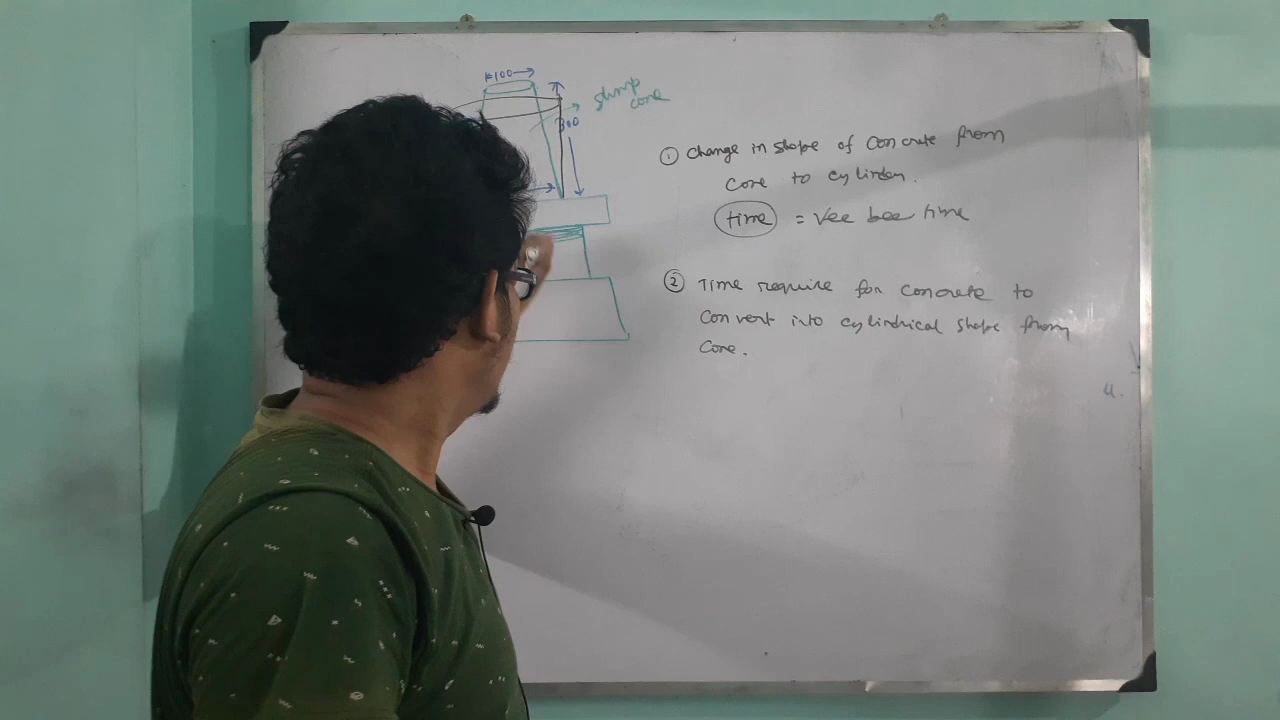 100
300
slump
cone
① change in shape of concrete from
cone to cylinder.
time = vee bee time
② Time require for concrete to
convert into cylindrical shape from
cone.
u.